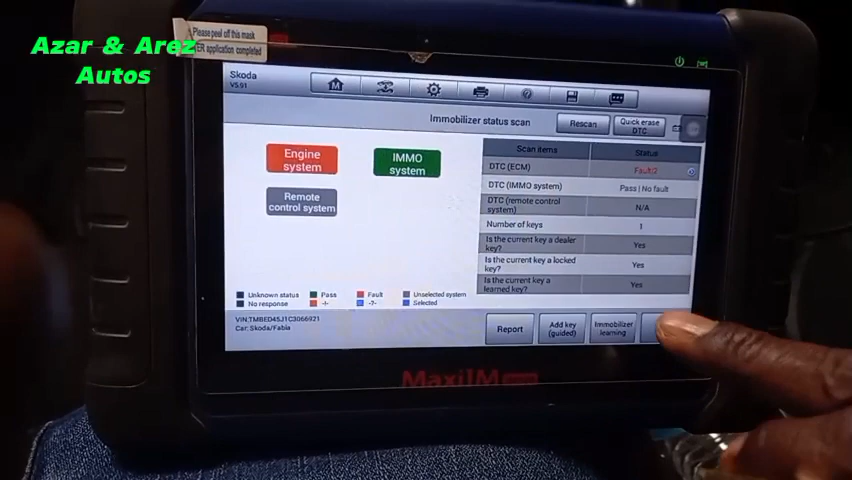 Please peel off this mask
ER application completed
Azar & Arez
Autos
Skoda
V5.91
Immobilizer status scan
Rescan
Quick erase
DTC
Engine
system
IMMO
system
Remote
control system
Scan items
Status
DTC (ECM)
Fault|2
DTC (IMMO system)
Pass | No fault
DTC (remote control
system)
N/A
Number of keys
1
Is the current key a dealer
key?
Yes
Is the current key a locked
key?
Yes
Is the current key a
learned key?
Yes
Unknown status
Pass
Fault
Unselected system
No response
-!-
-?-
Selected
VIN:TMBED45J1C3066921
Car: Skoda/Fabia
Report
Add key
(guided)
Immobilizer
learning
MaxiIM